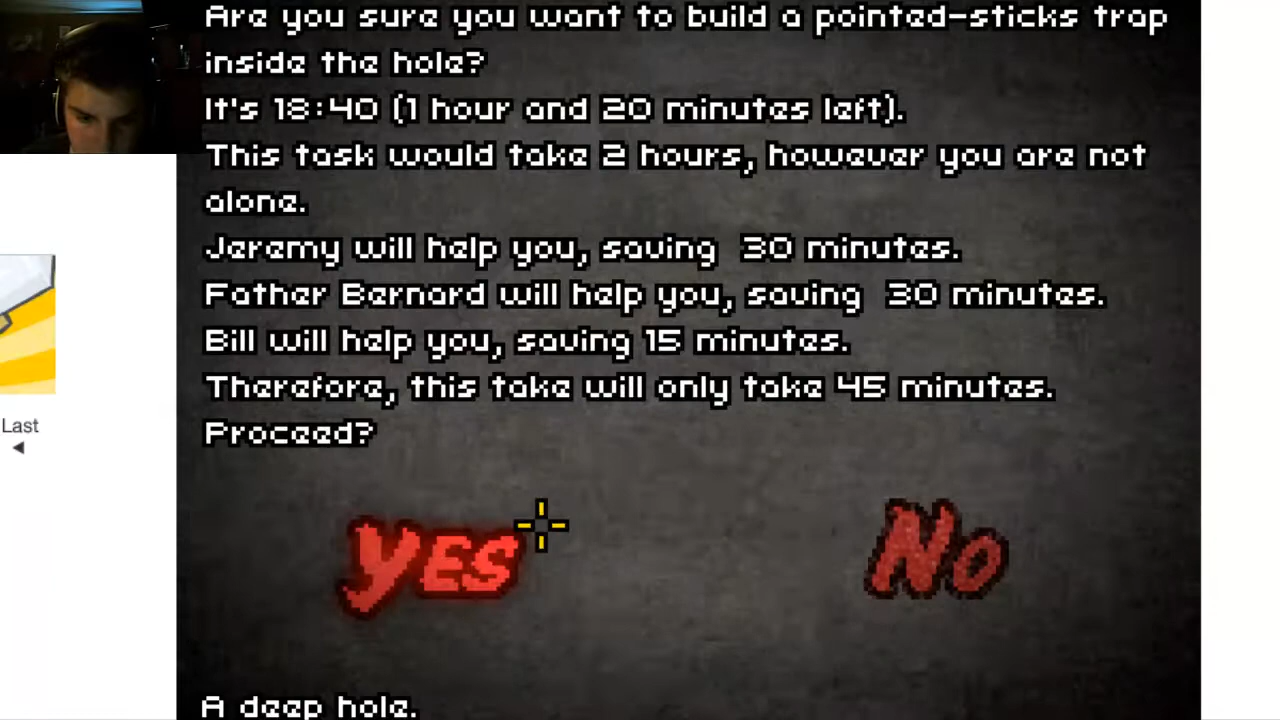 Are you sure you want to build a pointed-sticks trap
inside the hole?
It's 18:40 (1 hour and 20 minutes left).
This task would take 2 hours, however you are not
alone.
Jeremy will help you, saving  30 minutes.
Father Bernard will help you, saving  30 minutes.
Bill will help you, saving 15 minutes.
Therefore, this take will only take 45 minutes.
Proceed?
Last
YES
No
A deep hole.